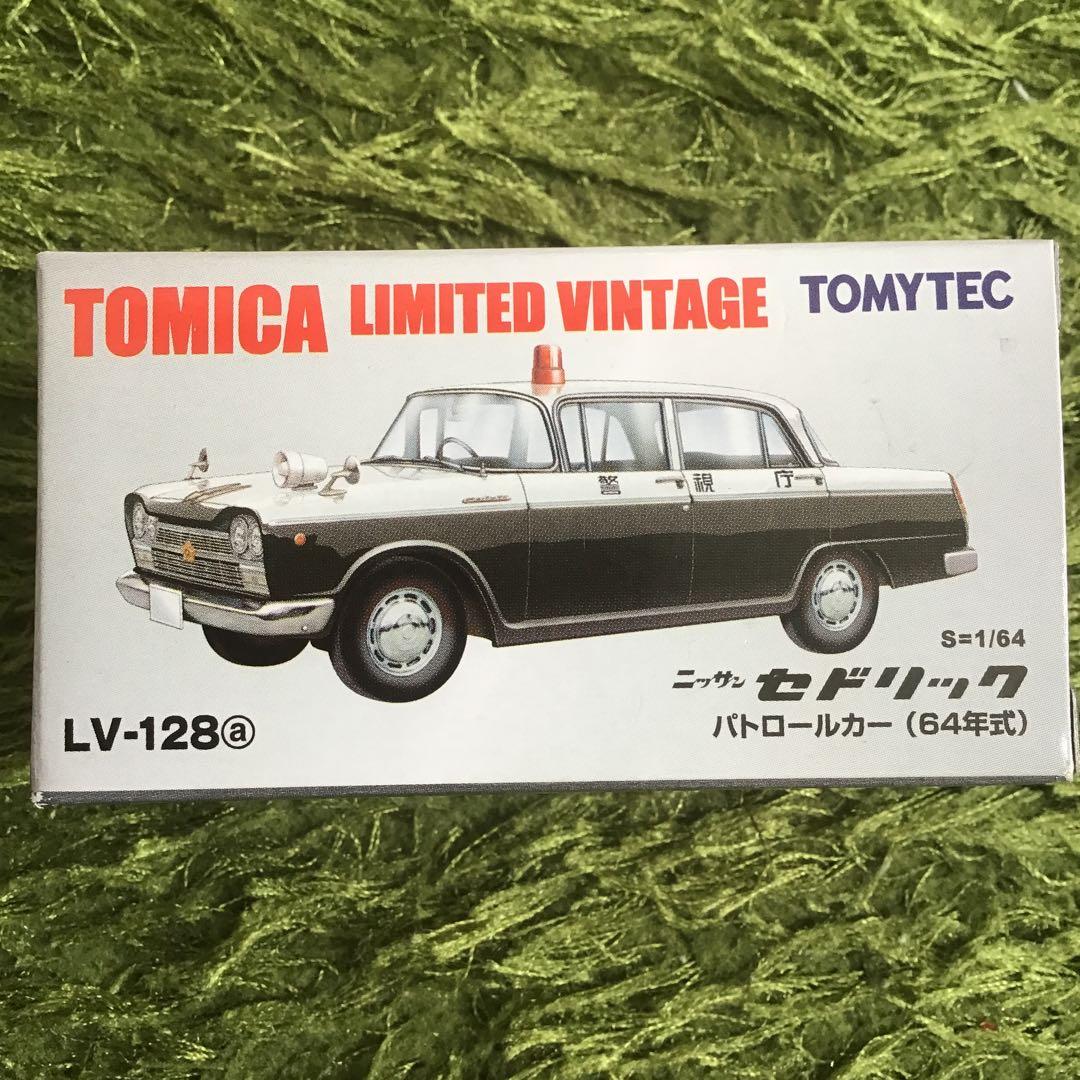 TOMICA LIMITED VINTAGE TOMYTEC
警視庁
S=1/64
ニッサン セドリック
パトロールカー(64年式)
LV-128ⓐ